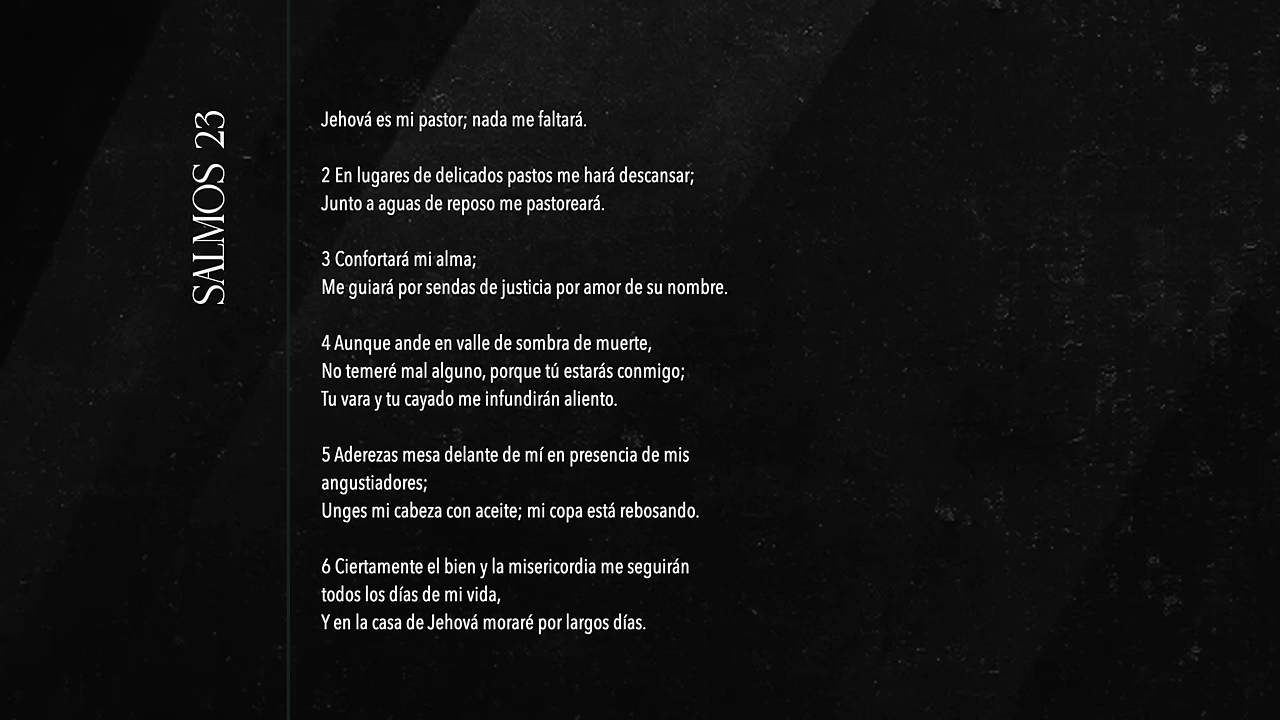 SALMOS 23
Jehová es mi pastor; nada me faltará.
2 En lugares de delicados pastos me hará descansar;
Junto a aguas de reposo me pastoreará.
3 Confortará mi alma;
Me guiará por sendas de justicia por amor de su nombre.
4 Aunque ande en valle de sombra de muerte,
No temeré mal alguno, porque tú estarás conmigo;
Tu vara y tu cayado me infundirán aliento.
5 Aderezas mesa delante de mí en presencia de mis
angustiadores;
Unges mi cabeza con aceite; mi copa está rebosando.
6 Ciertamente el bien y la misericordia me seguirán
todos los días de mi vida,
Y en la casa de Jehová moraré por largos días.